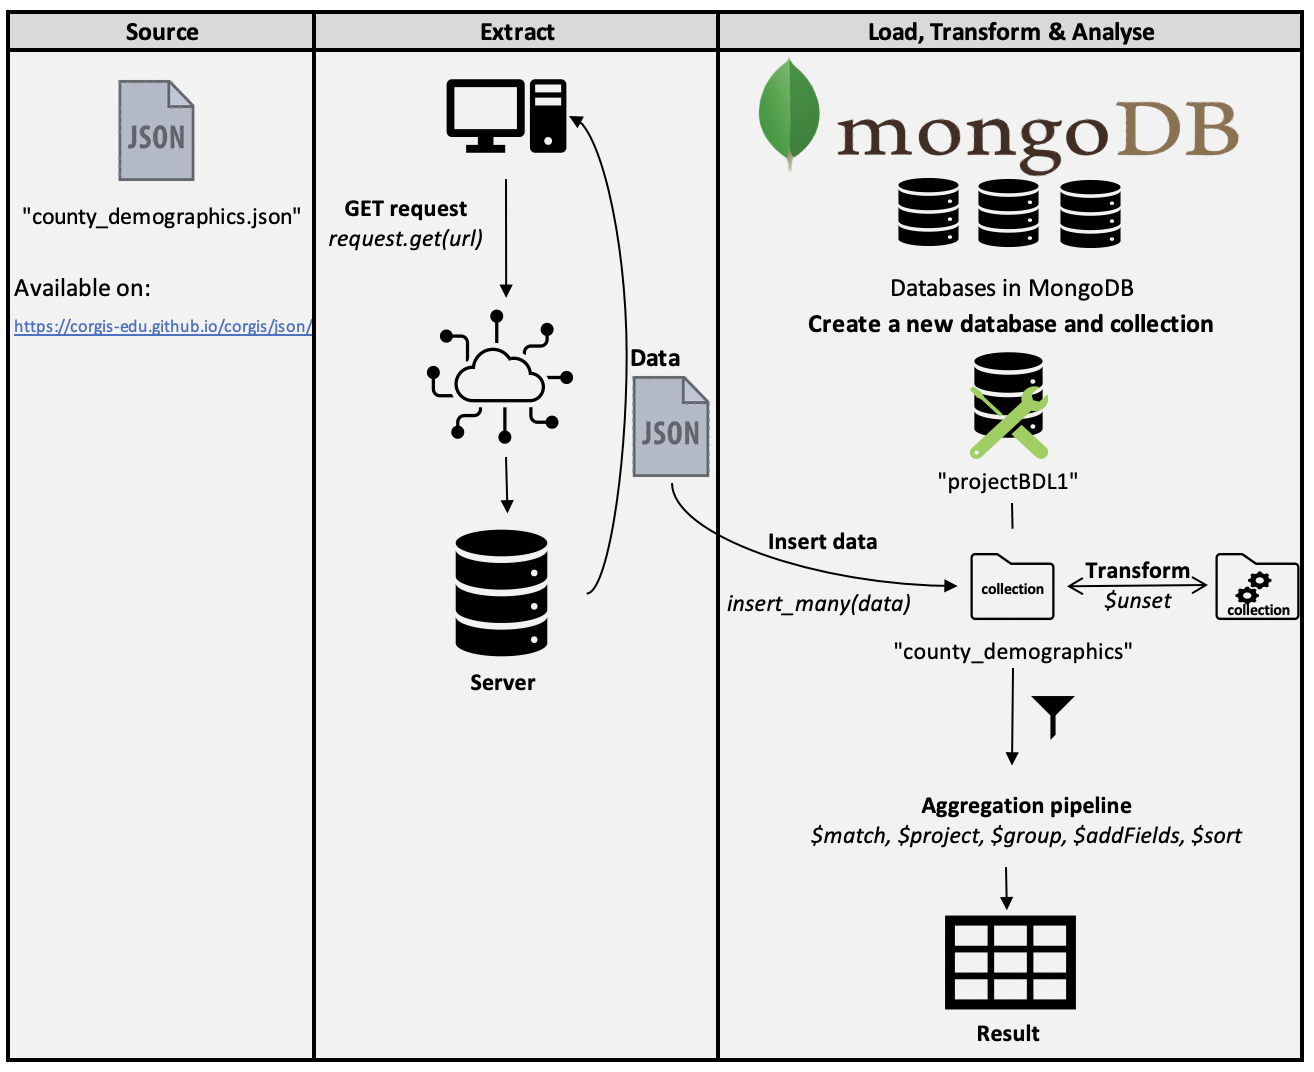 Source
Extract
Load, Transform & Analyse
JSON
"county_demographics.json"
Available on:
https://corgis-edu.github.io/corgis/json/
GET request
request.get(url)
Data
JSON
Server
mongoDB
Databases in MongoDB
Create a new database and collection
"projectBDL1"
Insert data
insert_many(data)
collection
Transform
$unset
collection
"county_demographics"
Aggregation pipeline
$match, $project, $group, $addFields, $sort
Result